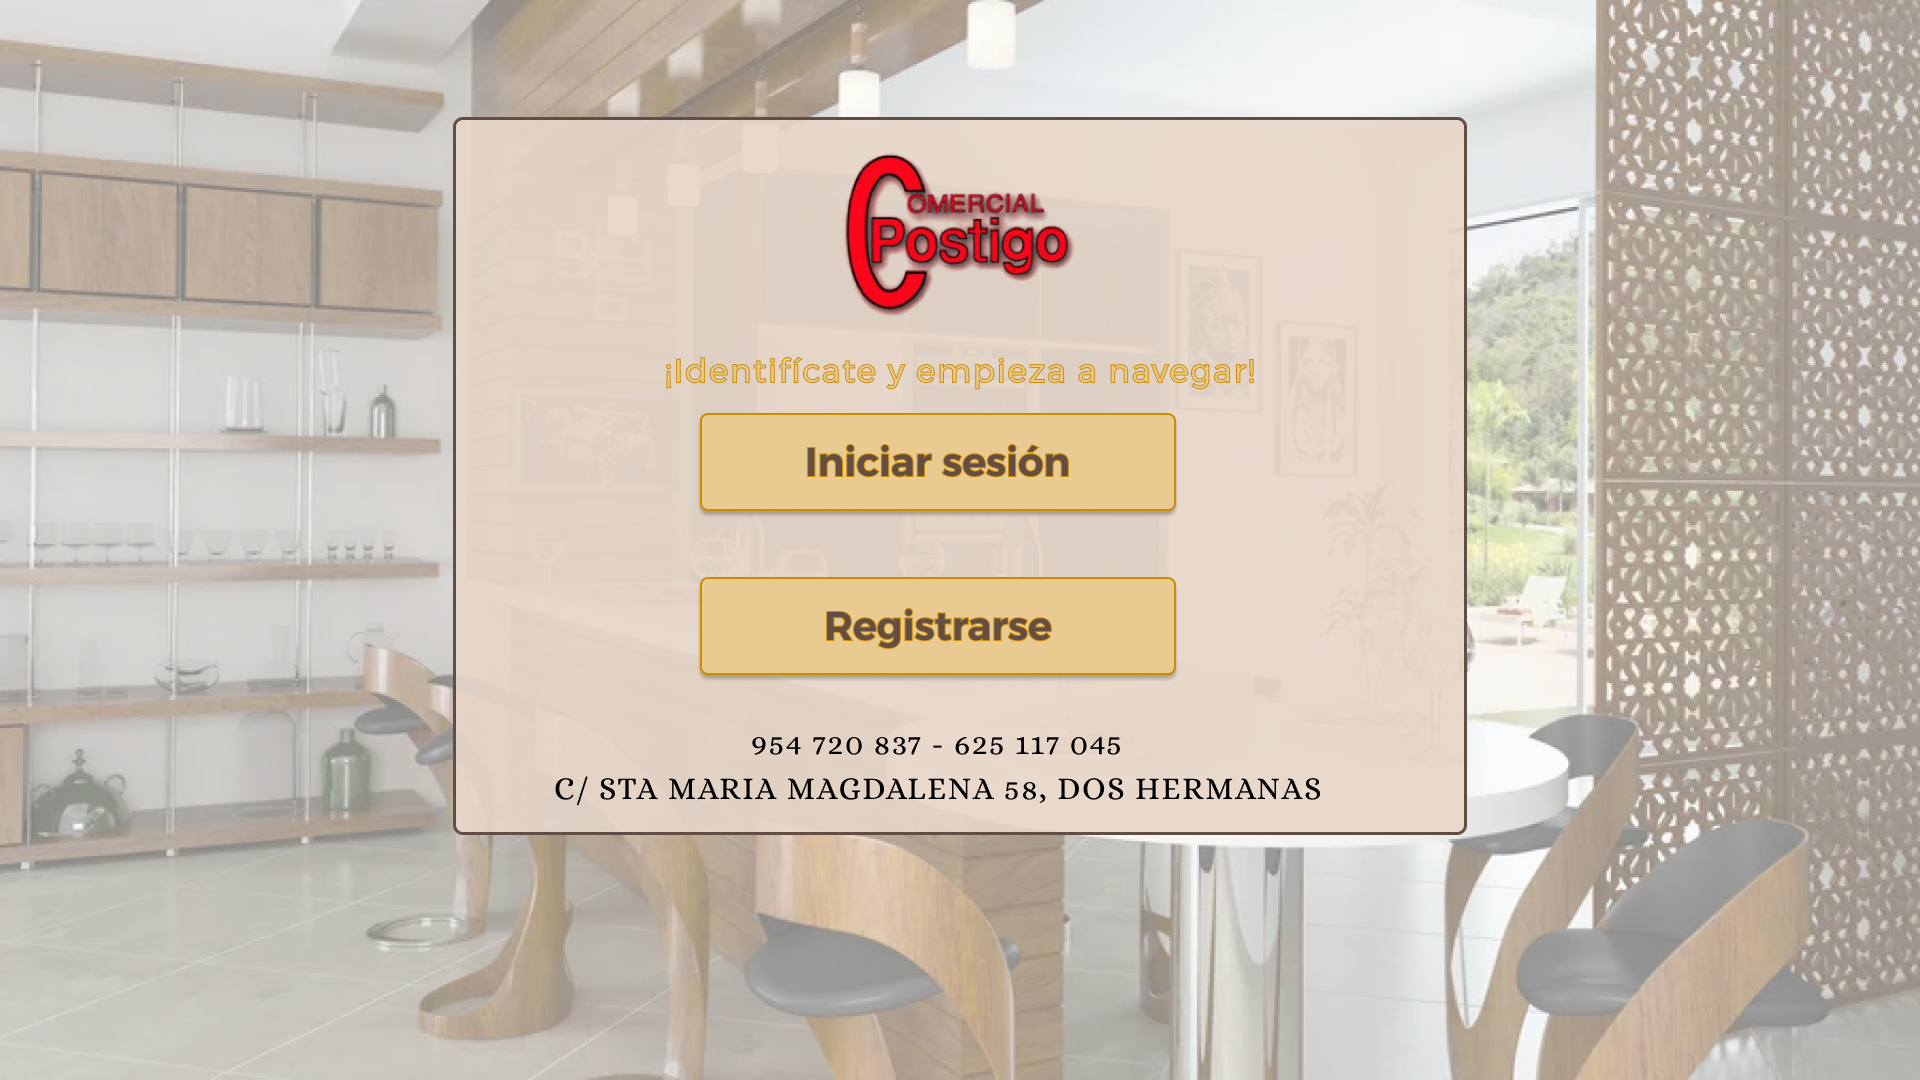 COMERCIAL
Postigo
¡Identifícate y empieza a navegar!
Iniciar sesión
Registrarse
954 720 837 - 625 117 045
C/ STA MARIA MAGDALENA 58, DOS HERMANAS